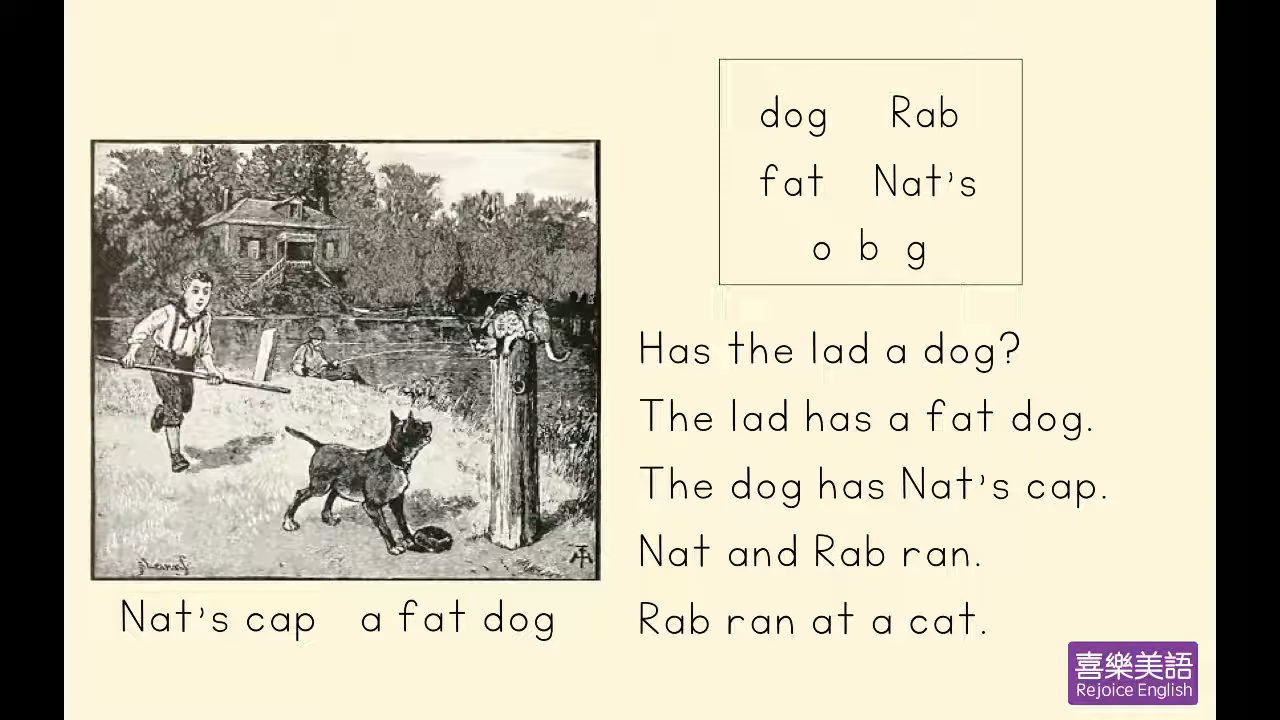 dog Rab
fat Nat's
o b g
Has the lad a dog?
The lad has a fat dog.
The dog has Nat's cap.
Nat and Rab ran.
Rab ran at a cat.
Nat's cap a fat dog
喜樂美語
Rejoice English